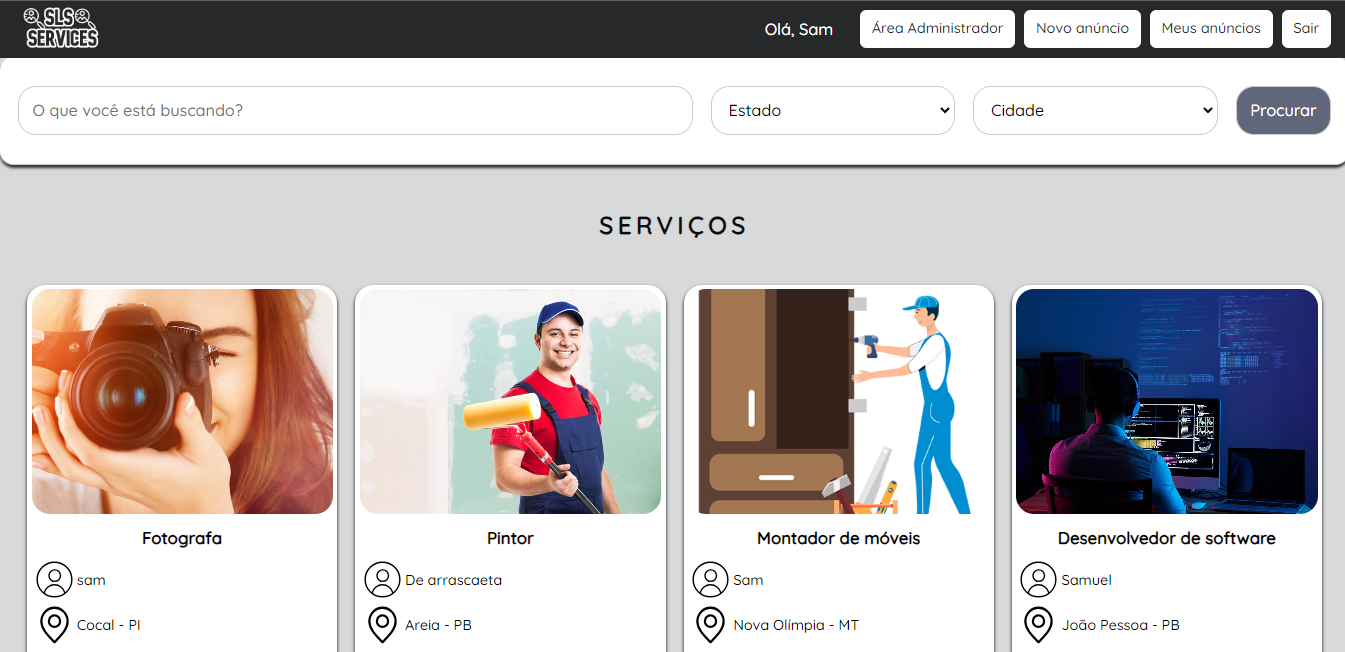 SLS
SERVICES
Olá, Sam
Área Administrador
Novo anúncio
Meus anúncios
Sair
O que você está buscando?
Estado
Cidade
Procurar
SERVIÇOS
Fotografa
Pintor
Montador de móveis
Desenvolvedor de software
sam
De arrascaeta
Sam
Samuel
Cocal - PI
Areia - PB
Nova Olímpia - MT
João Pessoa - PB